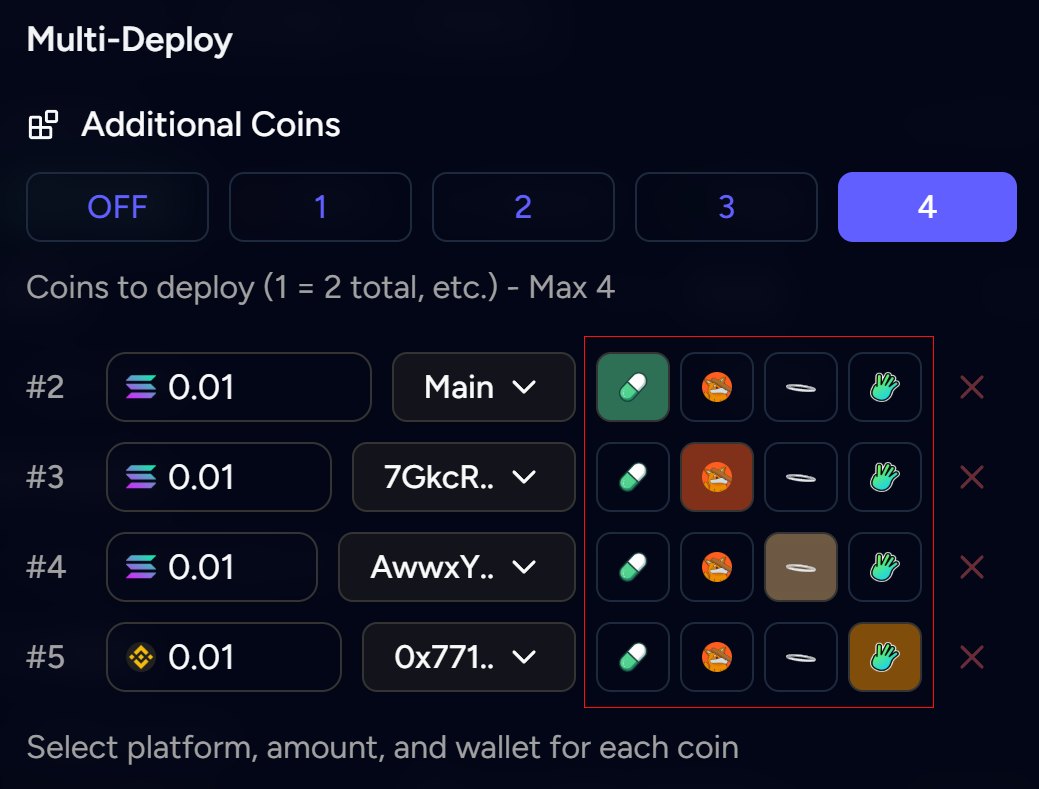 Multi-Deploy
Additional Coins
OFF 1 2 3 4
Coins to deploy (1 = 2 total, etc.) - Max 4
#2 0.01 Main
#3 0.01 7GkcR..
#4 0.01 AwwxY..
#5 0.01 0x771..
Select platform, amount, and wallet for each coin